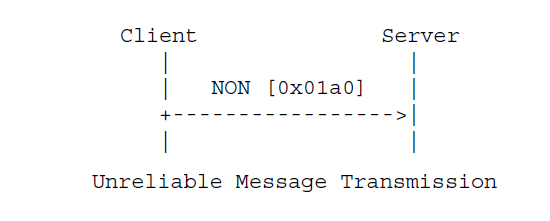 Client Server
NON [0x01a0]
Unreliable Message Transmission